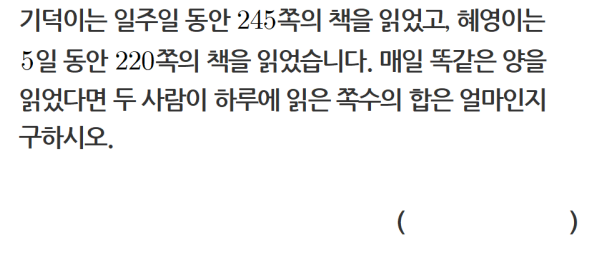 기덕이는 일주일 동안 245쪽의 책을 읽었고, 혜영이는
5일 동안 220쪽의 책을 읽었습니다. 매일 똑같은 양을
읽었다면 두 사람이 하루에 읽은 쪽수의 합은 얼마인지
구하시오.
(                    )